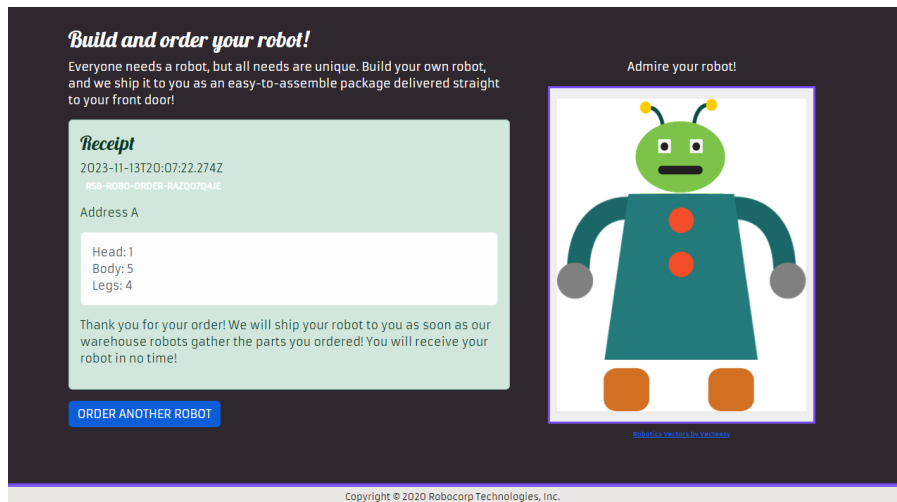 Build and order your robot!
Everyone needs a robot, but all needs are unique. Build your own robot,
and we ship it to you as an easy-to-assemble package delivered straight
to your front door!
Receipt
2023-11-13T20:07:22.274Z
RSB-ROBO-ORDER-RAZQ07Q4JE
Address A
Head: 1
Body: 5
Legs: 4
Thank you for your order! We will ship your robot to you as soon as our
warehouse robots gather the parts you ordered! You will receive your
robot in no time!
ORDER ANOTHER ROBOT
Admire your robot!
Robotics Vectors by Vecteezy
Copyright © 2020 Robocorp Technologies, Inc.